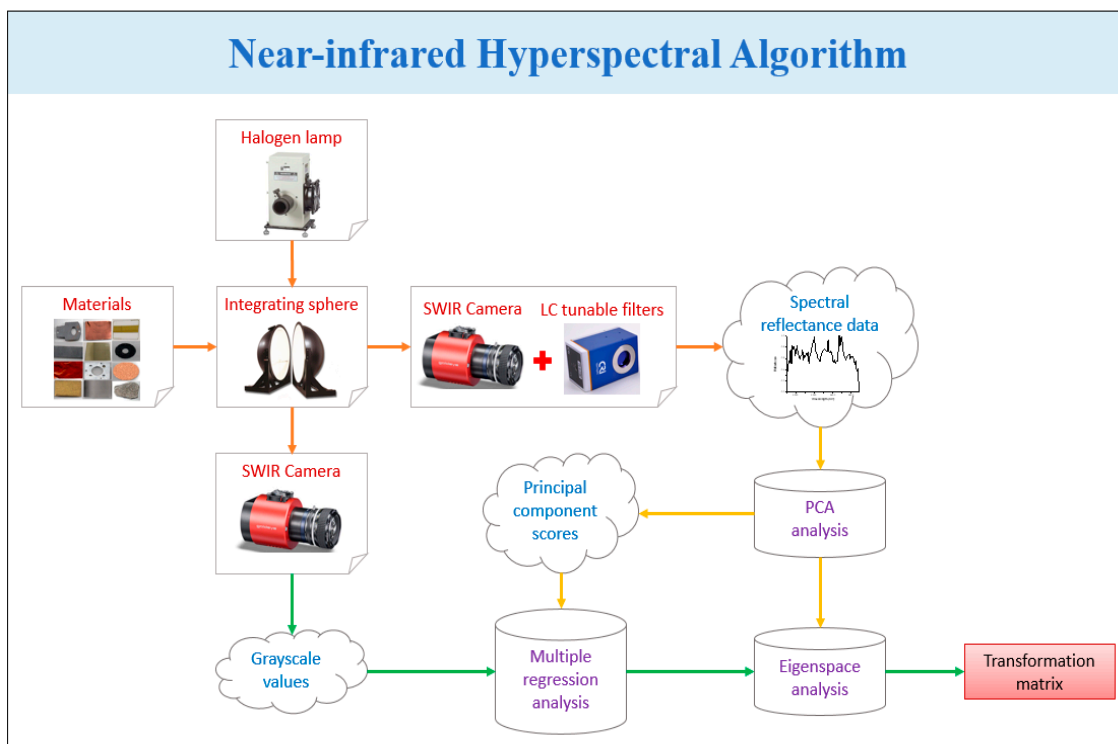 Near-infrared Hyperspectral Algorithm
Halogen lamp
Materials
Integrating sphere
SWIR Camera
LC tunable filters
Spectral
reflectance data
SWIR Camera
Principal
component
scores
PCA
analysis
Grayscale
values
Multiple
regression
analysis
Eigenspace
analysis
Transformation
matrix